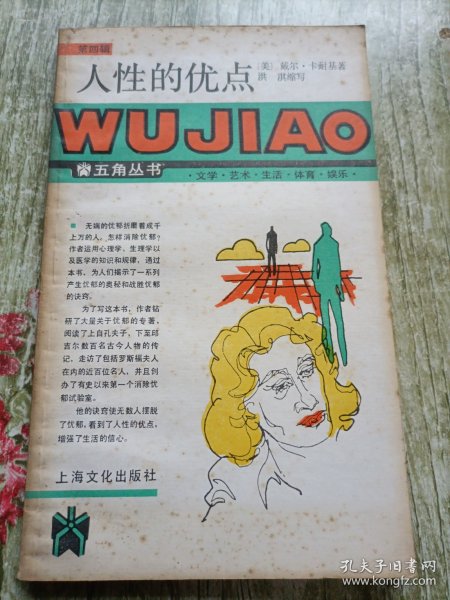 第四辑
人性的优点
[美] 戴尔·卡耐基著
洪 淇缩写
WUJIAO
五角丛书
·文学·艺术·生活·体育·娱乐·
无端的忧郁折磨着成千
上万的人，怎样消除忧郁？
作者运用心理学、生理学以
及医学的知识和规律，通过
本书，为人们揭示了一系列
产生忧郁的奥秘和战胜忧郁
的诀窍。
为了写这本书，作者钻
研了大量关于忧郁的专著，
阅读了上自孔夫子，下至邱
吉尔数百名古今人物的传
记，走访了包括罗斯福夫人
在内的近百位名人，并且创
办了有史以来第一个消除忧
郁试验室。
他的诀窍使无数人摆脱
了忧郁，看到了人性的优点，
增强了生活的信心。
上海文化出版社
孔夫子旧书网
www.kongfz.com